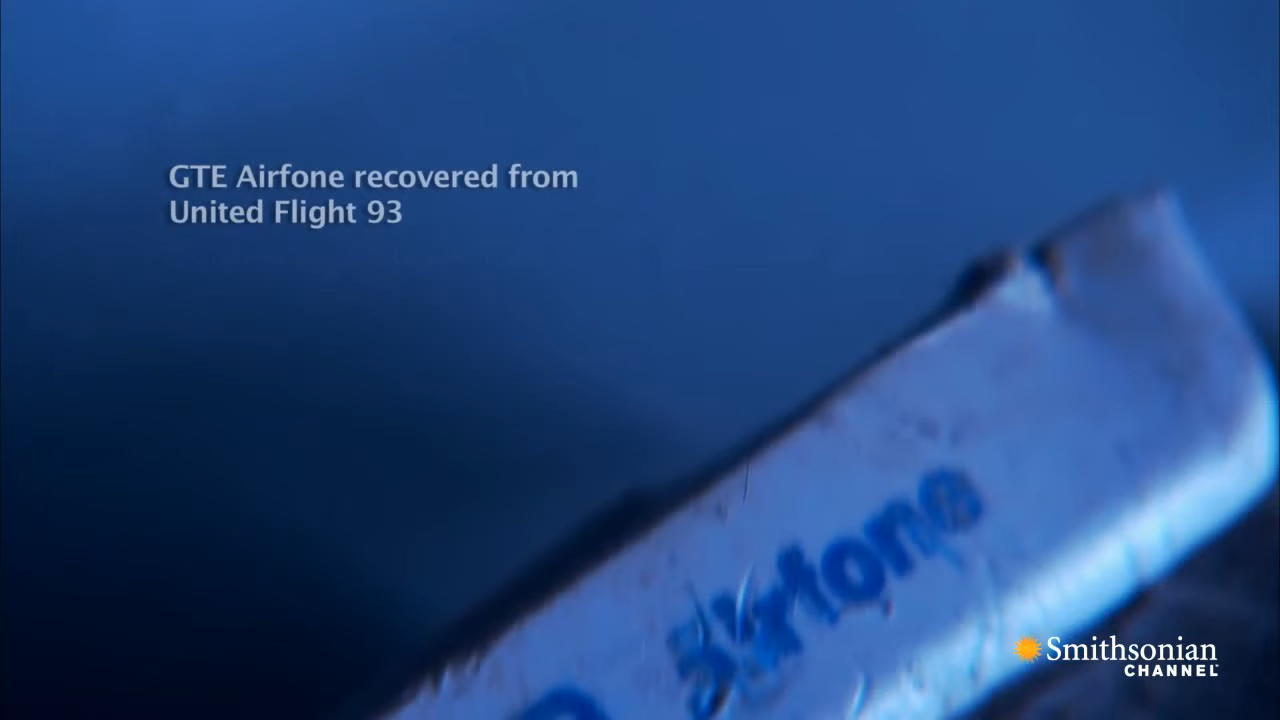 GTE Airfone recovered from
United Flight 93
airfone
Smithsonian
CHANNEL